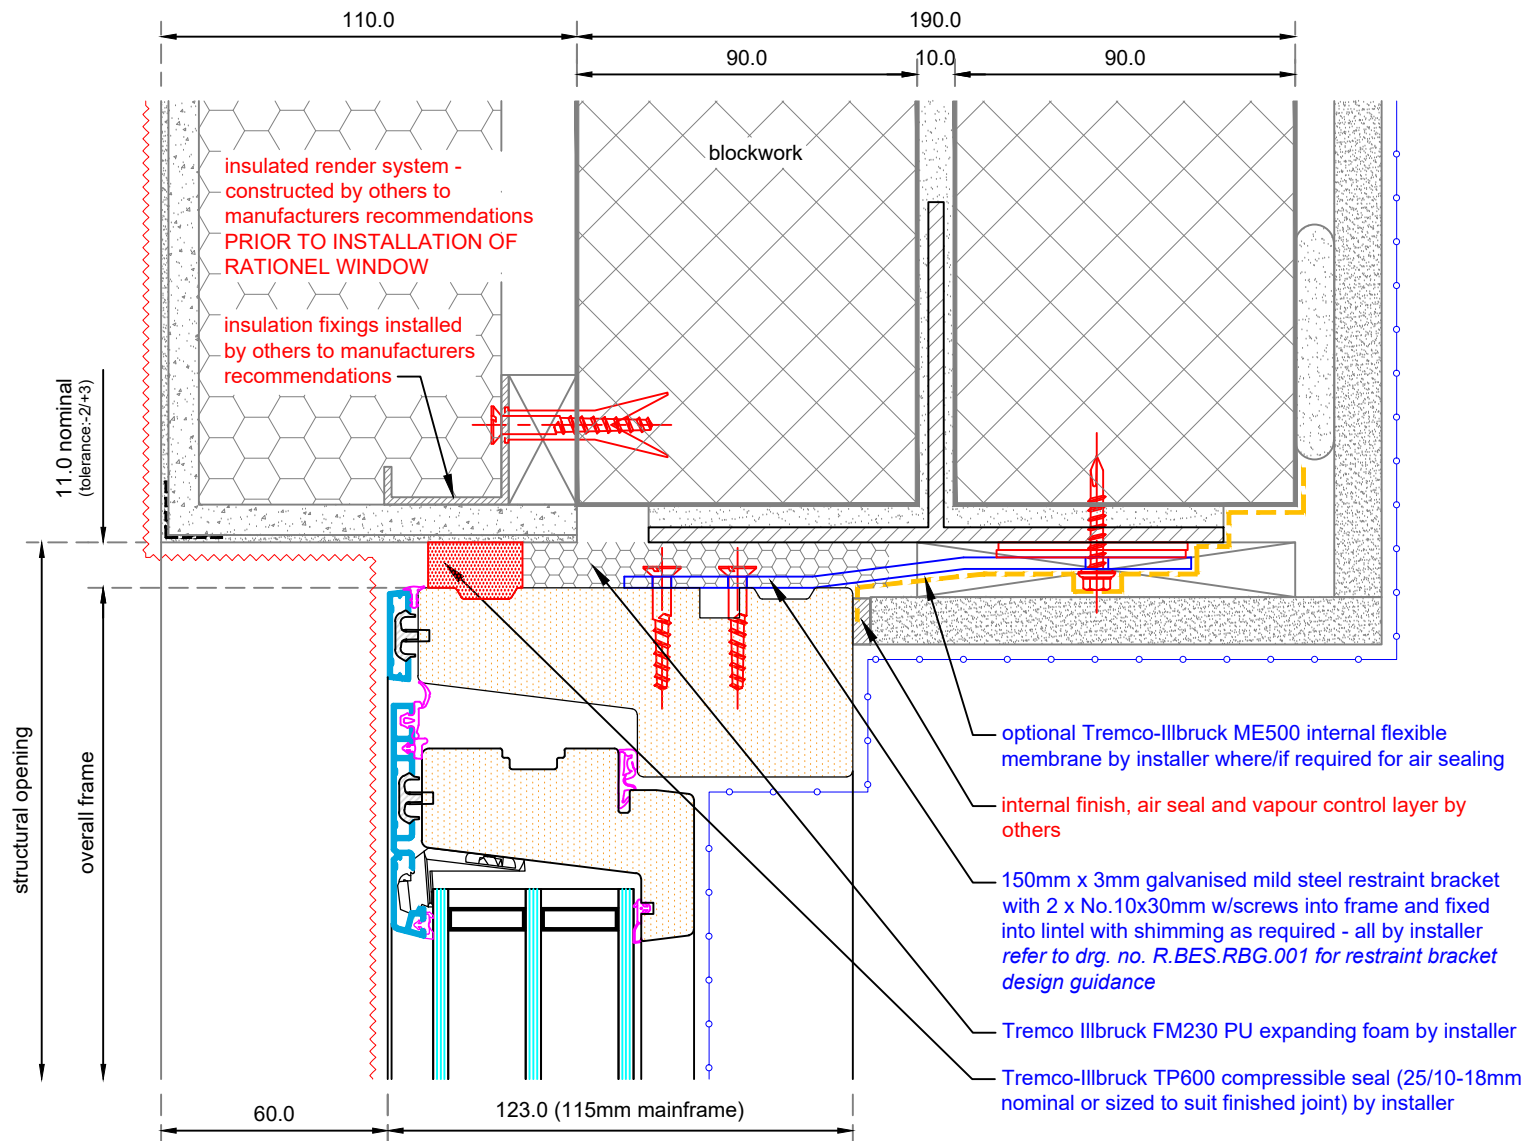 110.0
190.0
90.0
10.0
90.0
blockwork
insulated render system -
constructed by others to
manufacturers recommendations
PRIOR TO INSTALLATION OF
RATIONEL WINDOW
insulation fixings installed
by others to manufacturers
recommendations
11.0 nominal
(tolerance:-2/+3)
structural opening
overall frame
optional Tremco-Illbruck ME500 internal flexible
membrane by installer where/if required for air sealing
internal finish, air seal and vapour control layer by
others
150mm x 3mm galvanised mild steel restraint bracket
with 2 x No.10x30mm w/screws into frame and fixed
into lintel with shimming as required - all by installer
refer to drg. no. R.BES.RBG.001 for restraint bracket
design guidance
Tremco Illbruck FM230 PU expanding foam by installer
Tremco-Illbruck TP600 compressible seal (25/10-18mm
nominal or sized to suit finished joint) by installer
60.0
123.0 (115mm mainframe)